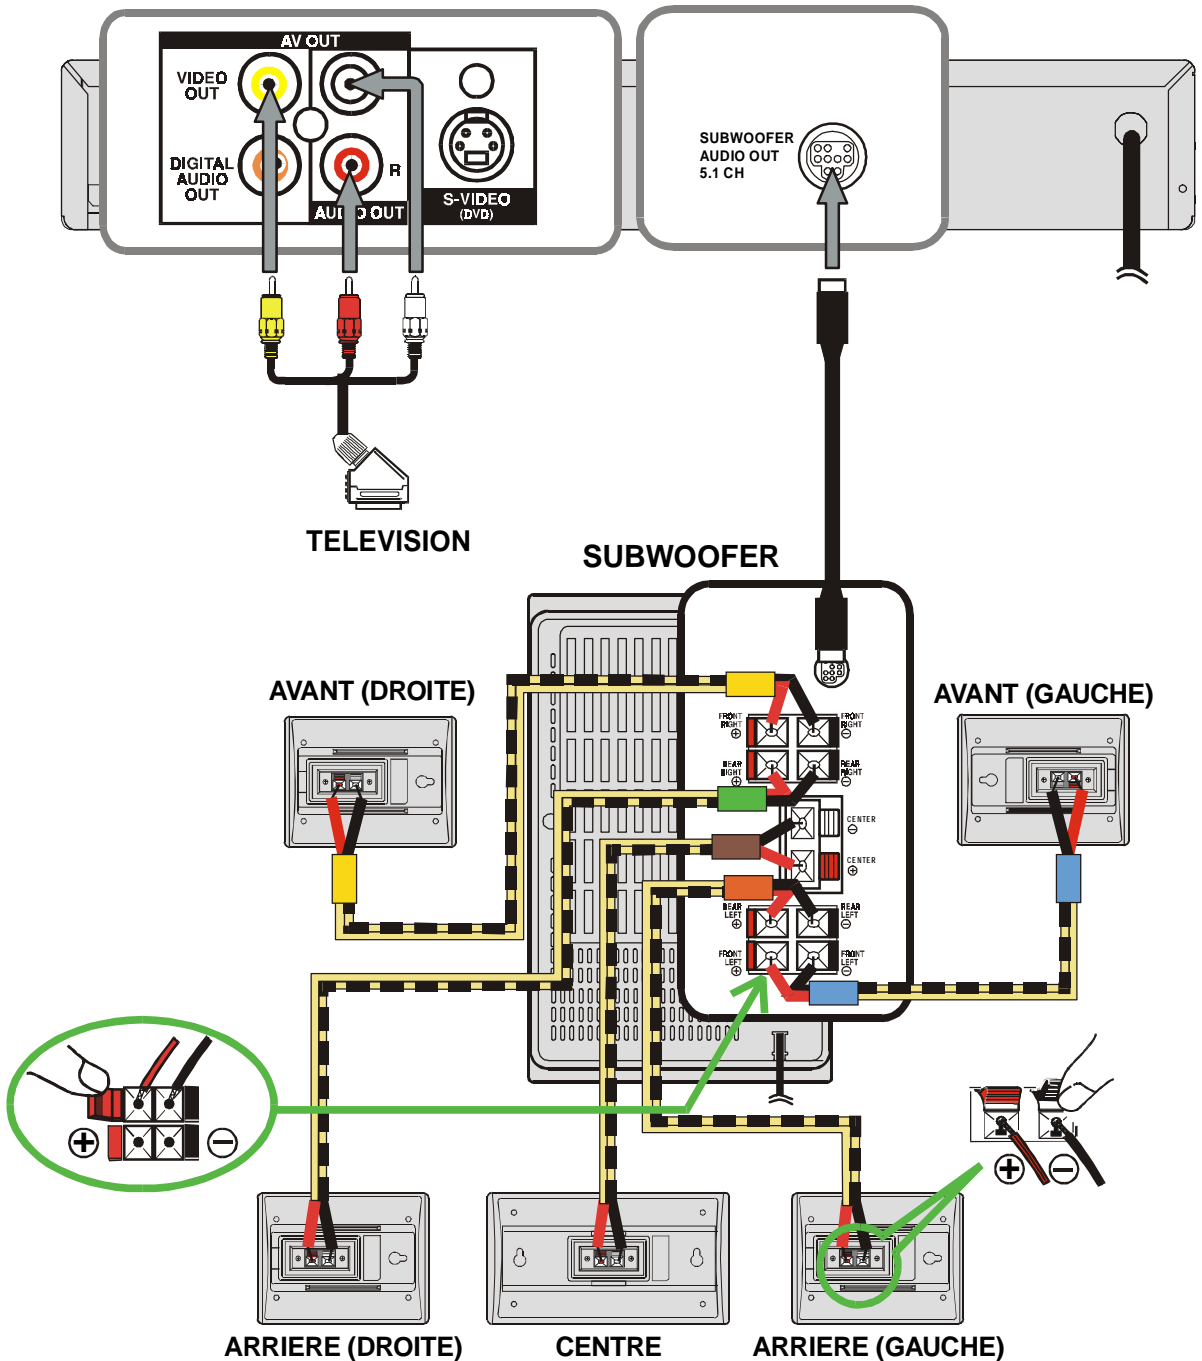 AV OUT
VIDEO
OUT
DIGITAL
AUDIO
OUT
R
AUDIO OUT
S-VIDEO
(DVD)
SUBWOOFER
AUDIO OUT
5.1 CH
TELEVISION
SUBWOOFER
AVANT (DROITE)
AVANT (GAUCHE)
FRONT
RIGHT
+
FRONT
RIGHT
−
REAR
RIGHT
+
REAR
RIGHT
−
CENTER
−
CENTER
+
REAR
LEFT
+
REAR
LEFT
−
FRONT
LEFT
+
FRONT
LEFT
−
+ −
+ −
ARRIERE (DROITE)
CENTRE
ARRIERE (GAUCHE)